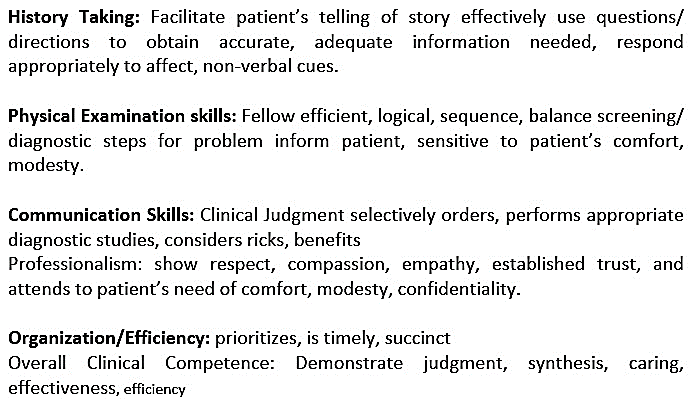 History Taking: Facilitate patient's telling of story effectively use questions/
directions to obtain accurate, adequate information needed, respond
appropriately to affect, non-verbal cues.
Physical Examination skills: Fellow efficient, logical, sequence, balance screening/
diagnostic steps for problem inform patient, sensitive to patient's comfort,
modesty.
Communication Skills: Clinical Judgment selectively orders, performs appropriate
diagnostic studies, considers ricks, benefits
Professionalism: show respect, compassion, empathy, established trust, and
attends to patient's need of comfort, modesty, confidentiality.
Organization/Efficiency: prioritizes, is timely, succinct
Overall Clinical Competence: Demonstrate judgment, synthesis, caring,
effectiveness, efficiency